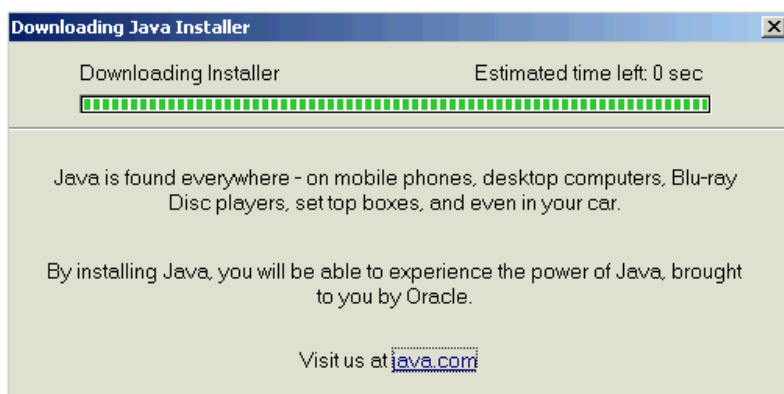 Downloading Java Installer
Downloading Installer Estimated time left: 0 sec
Java is found everywhere - on mobile phones, desktop computers, Blu-ray
Disc players, set top boxes, and even in your car.
By installing Java, you will be able to experience the power of Java, brought
to you by Oracle.
Visit us at java.com